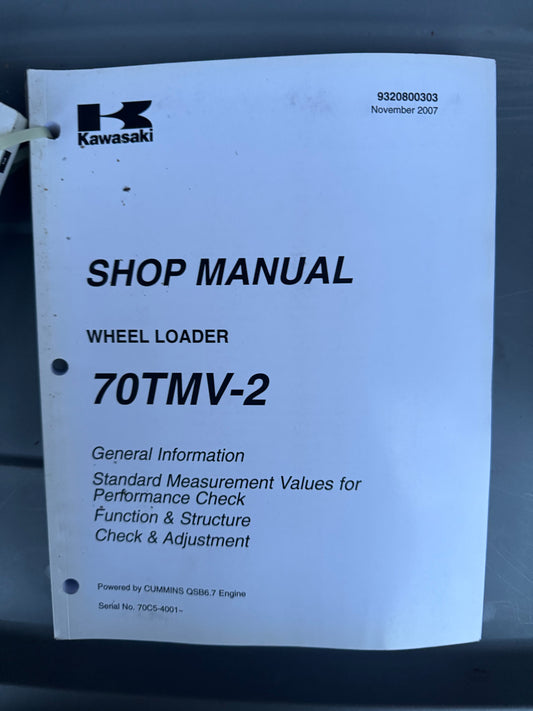 9320800303
November 2007
Kawasaki
SHOP MANUAL
WHEEL LOADER
70TMV-2
General Information
Standard Measurement Values for
Performance Check
Function & Structure
Check & Adjustment
Powered by CUMMINS QSB6.7 Engine
Serial No. 70C5-4001~